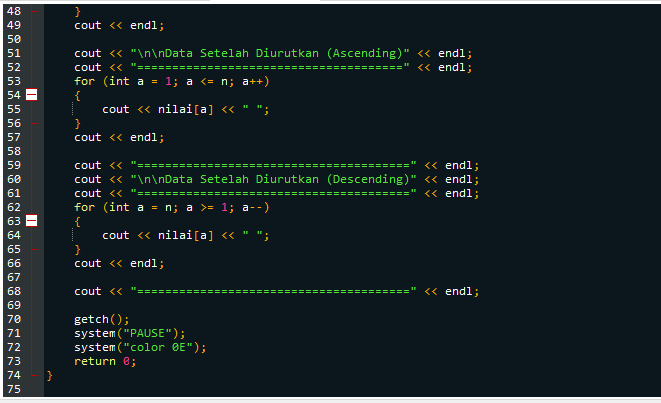 48 }
49 cout << endl;
50
51 cout << "\n\nData Setelah Diurutkan (Ascending)" << endl;
52 cout << "======================================" << endl;
53 for (int a = 1; a <= n; a++)
54 {
55 cout << nilai[a] << " ";
56 }
57 cout << endl;
58
59 cout << "=======================================" << endl;
60 cout << "\n\nData Setelah Diurutkan (Descending)" << endl;
61 cout << "=======================================" << endl;
62 for (int a = n; a >= 1; a--)
63 {
64 cout << nilai[a] << " ";
65 }
66 cout << endl;
67
68 cout << "=======================================" << endl;
69
70 getch();
71 system("PAUSE");
72 system("color 0E");
73 return 0;
74 }
75